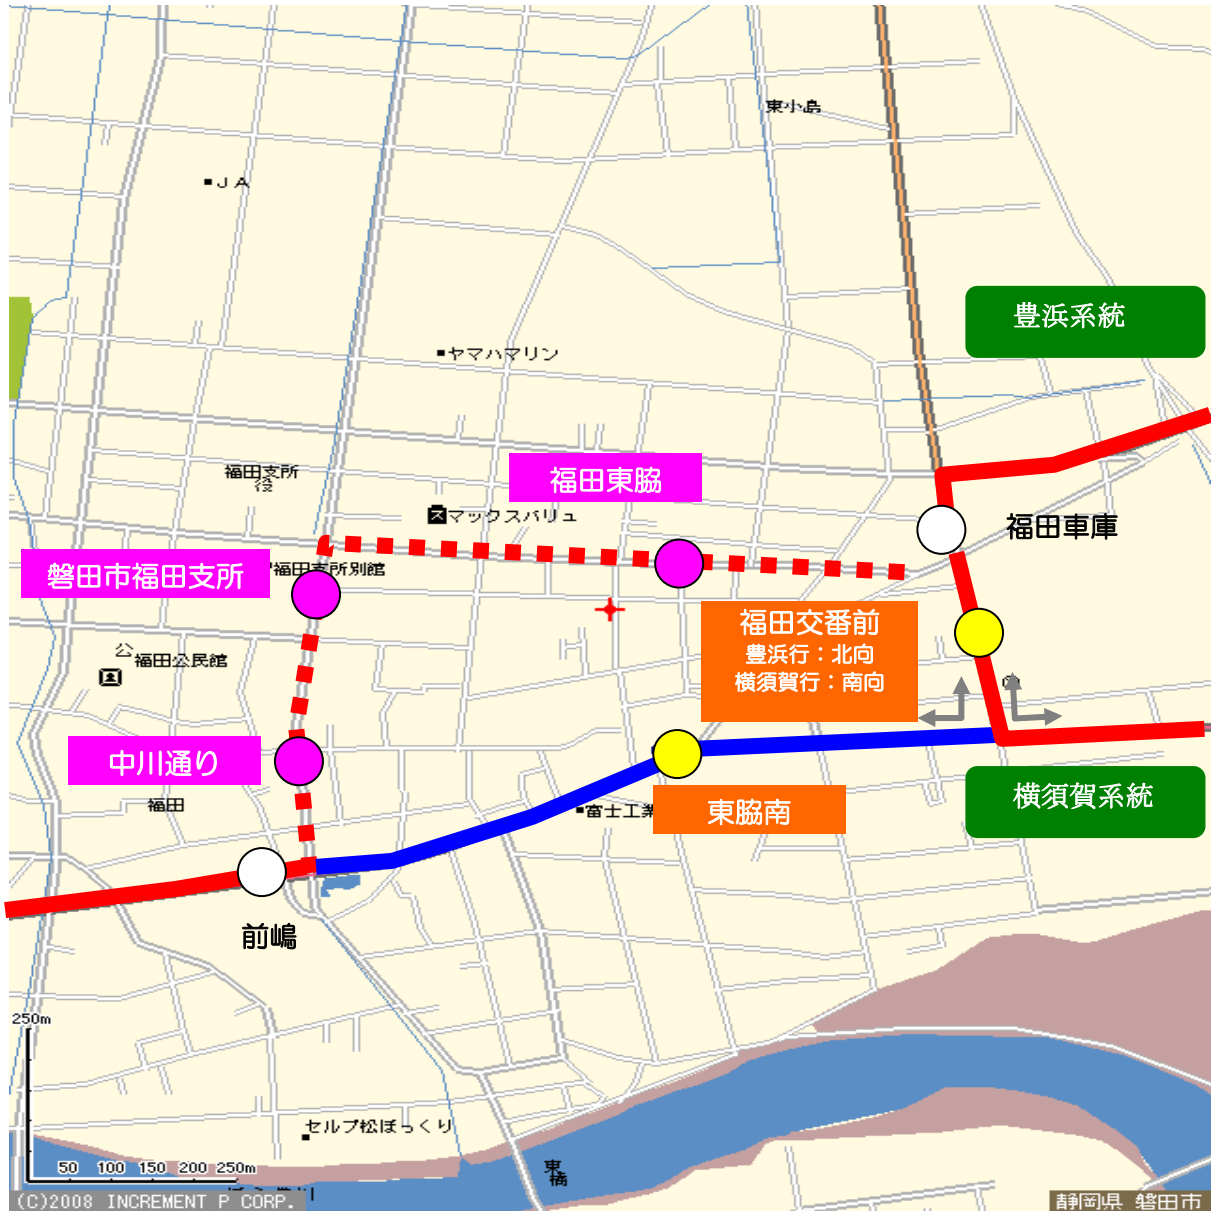 東小島
JA
豊浜系統
ヤマハマリン
福田支所
役
福田東脇
マックスバリュ
福田車庫
磐田市福田支所
福田支所別館
福田交番前
豊浜行：北向
横須賀行：南向
公
福田公民館
中川通り
福田
富士工業
東脇南
横須賀系統
前嶋
250m
セルプ松ぼっくり
50 100 150 200 250m
東
橋
(C)2008 INCREMENT P CORP.
静岡県 磐田市